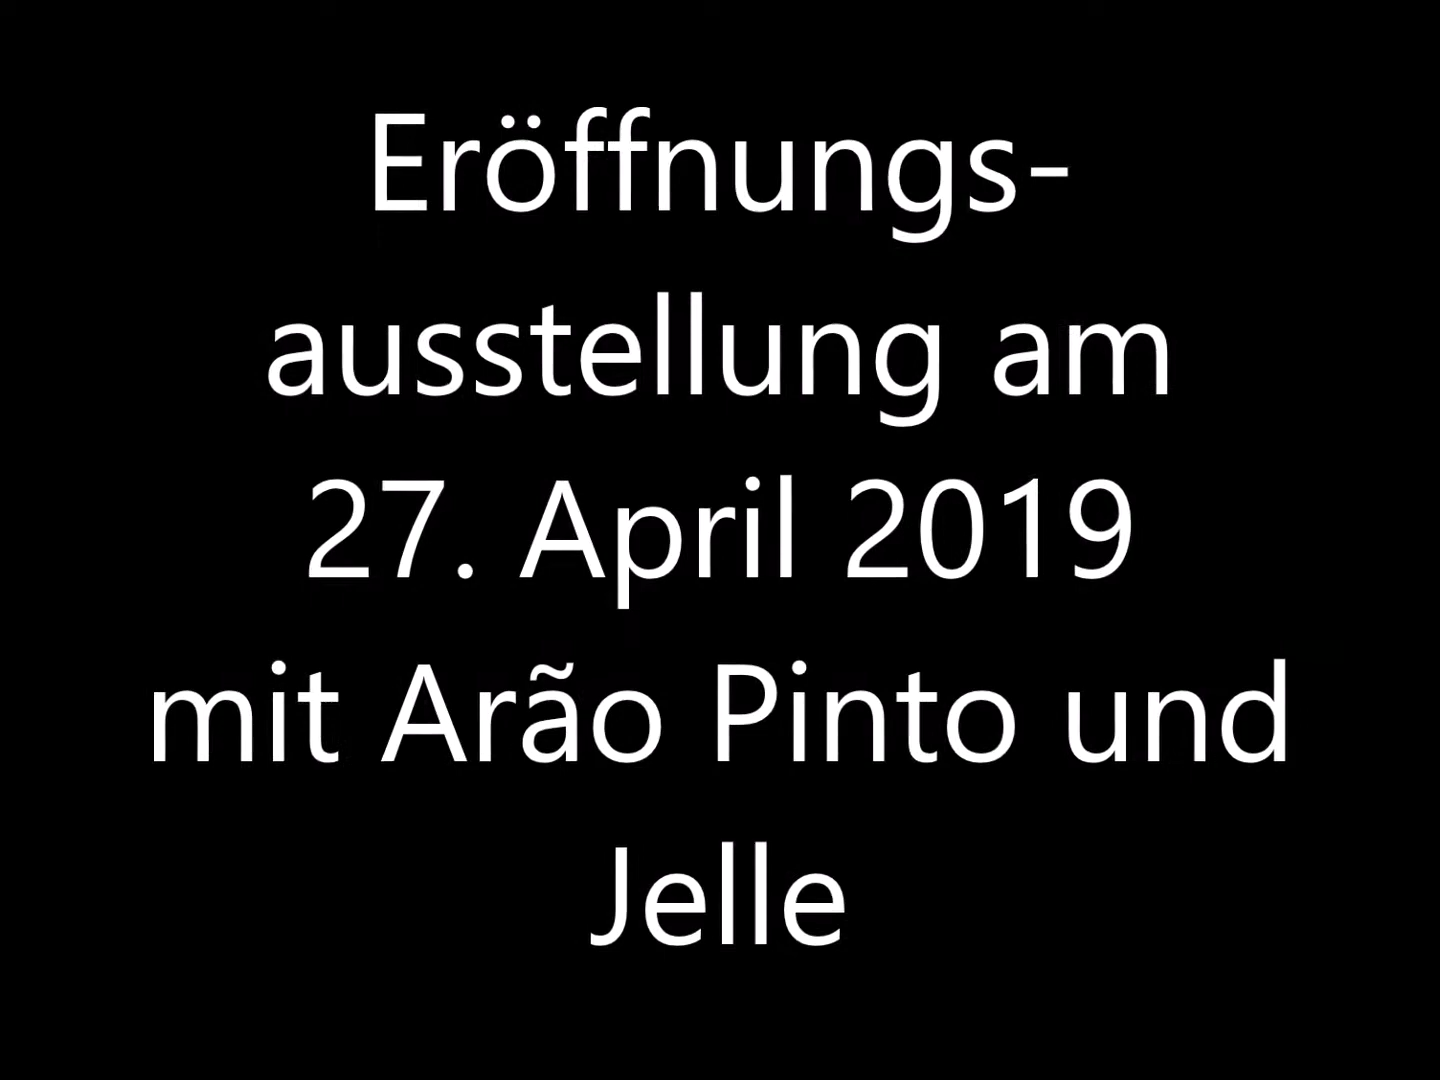 Eröffnungs-
ausstellung am
27. April 2019
mit Arão Pinto und
Jelle